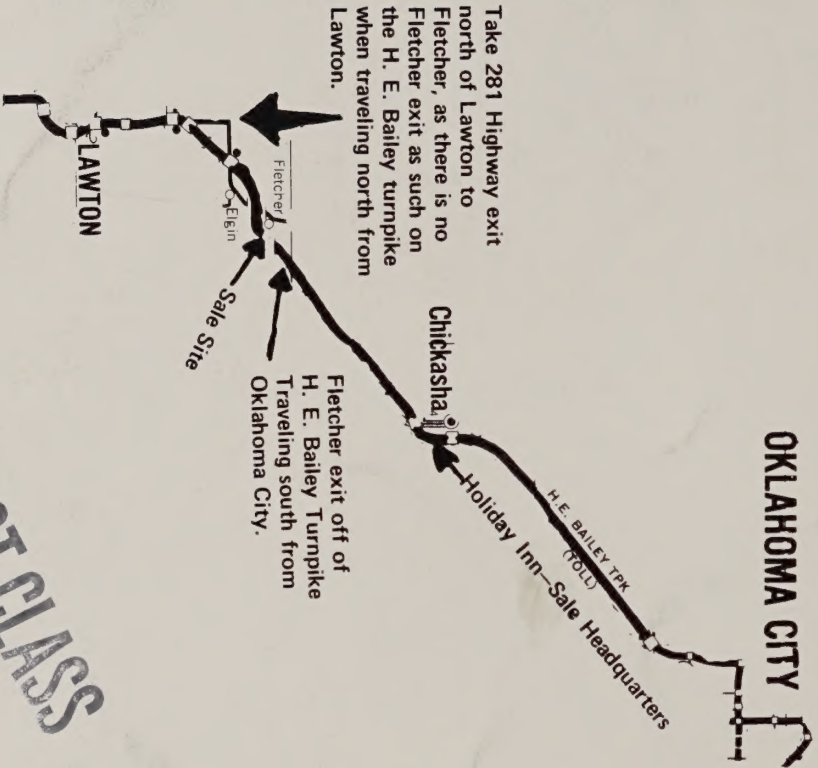 OKLAHOMA CITY
H.E. BAILEY TPK
(TOLL)
Holiday Inn—Sale Headquarters
Chickasha
Fletcher exit off of
H. E. Bailey Turnpike
Traveling south from
Oklahoma City.
Take 281 Highway exit
north of Lawton to
Fletcher, as there is no
Fletcher exit as such on
the H. E. Bailey turnpike
when traveling north from
Lawton.
Fletcher
Elgin
Sale Site
LAWTON
CLASS